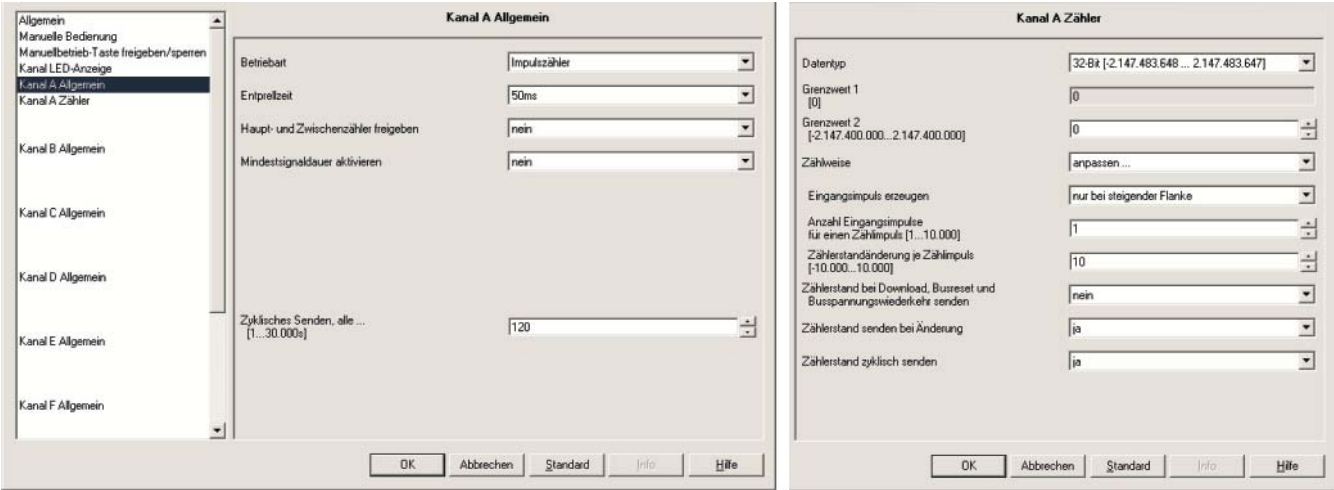 Allgemein
Manuelle Bedienung
Manuellbetrieb-Taste freigeben/sperren
Kanal LED-Anzeige
Kanal A Allgemein
Kanal A Zähler
Kanal B Allgemein
Kanal C Allgemein
Kanal D Allgemein
Kanal E Allgemein
Kanal F Allgemein
Kanal A Allgemein
Betriebart
Impulszähler
Entprellzeit
50ms
Haupt- und Zwischenzähler freigeben
nein
Mindestsignaldauer aktivieren
nein
Zyklisches Senden, alle ...
[1...30.000s]
120
OK
Abbrechen
Standard
Info
Hilfe
Kanal A Zähler
Datentyp
32-Bit [-2.147.483.648 ... 2.147.483.647]
Grenzwert 1
[0]
0
Grenzwert 2
[-2.147.400.000...2.147.400.000]
0
Zählweise
anpassen ...
Eingangsimpuls erzeugen
nur bei steigender Flanke
Anzahl Eingangsimpulse
für einen Zählimpuls [1...10.000]
1
Zählerstandänderung je Zählimpuls
[-10.000...10.000]
10
Zählerstand bei Download, Busreset und
Busspannungswiederkehr senden
nein
Zählerstand senden bei Änderung
ja
Zählerstand zyklisch senden
ja
OK
Abbrechen
Standard
Info
Hilfe